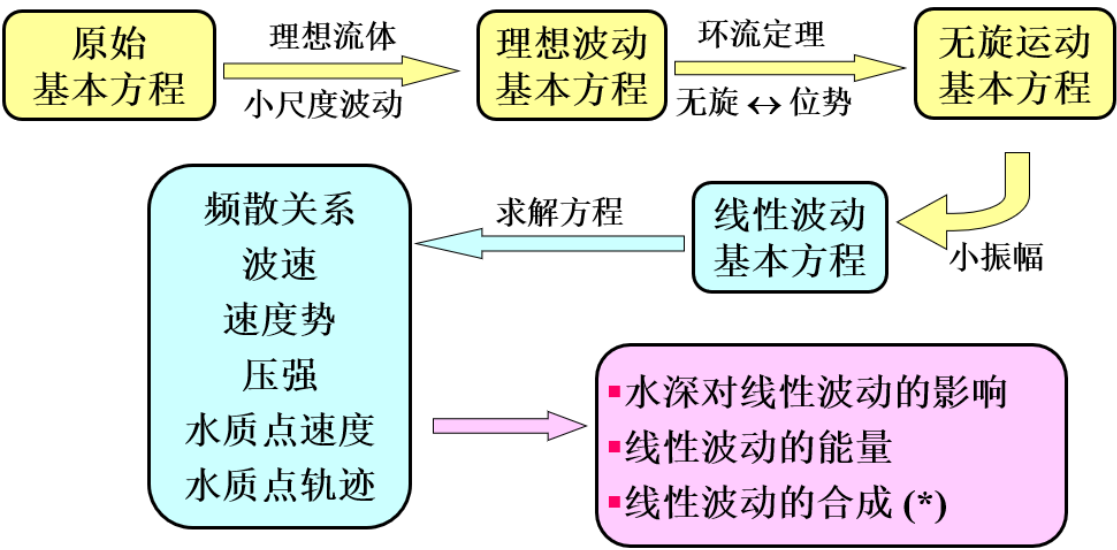 原始
基本方程
理想流体
小尺度波动
理想波动
基本方程
环流定理
无旋 ↔ 位势
无旋运动
基本方程
小振幅
线性波动
基本方程
求解方程
频散关系
波速
速度势
压强
水质点速度
水质点轨迹
▪水深对线性波动的影响
▪线性波动的能量
▪线性波动的合成 (*)